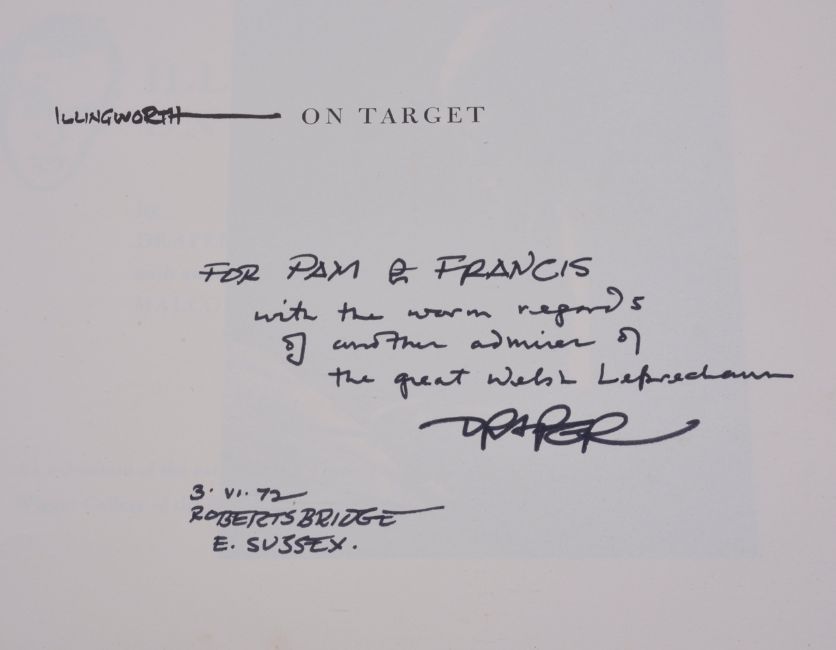 ILLINGWORTH ON TARGET
FOR PAM & FRANCIS
with the warm regards
of another admirer of
the great Welsh Leprechaun
DRAPER
3. VI. 72
ROBERTSBRIDGE
E. SUSSEX.